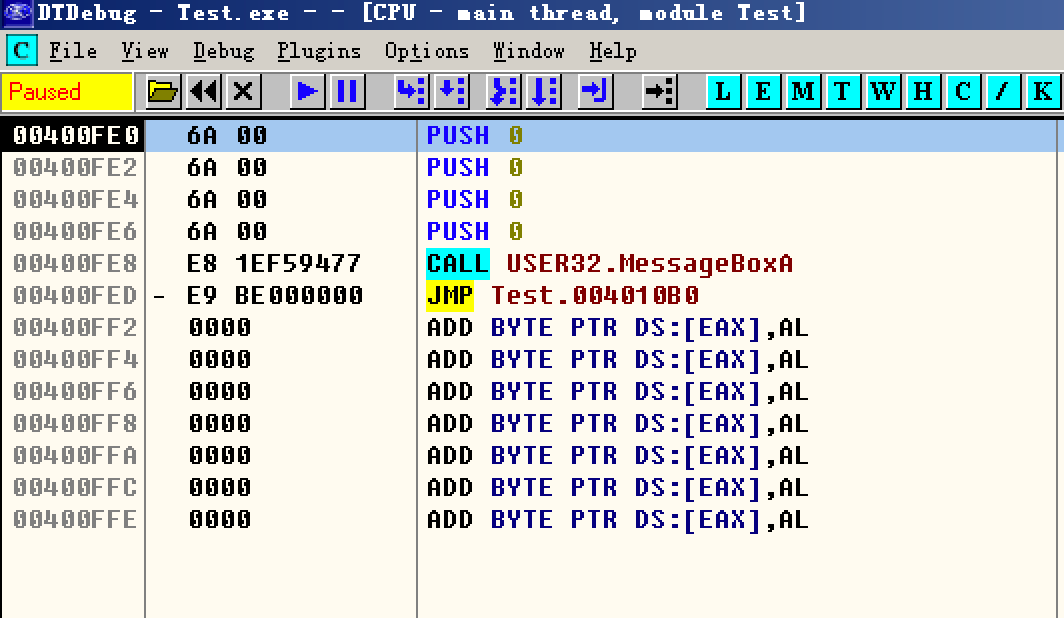 DTDebug - Test.exe - - [CPU - main thread, module Test]
C File View Debug Plugins Options Window Help
Paused L E M T W H C / K
00400FE0 6A 00 PUSH 0
00400FE2 6A 00 PUSH 0
00400FE4 6A 00 PUSH 0
00400FE6 6A 00 PUSH 0
00400FE8 E8 1EF59477 CALL USER32.MessageBoxA
00400FED - E9 BE000000 JMP Test.004010B0
00400FF2 0000 ADD BYTE PTR DS:[EAX],AL
00400FF4 0000 ADD BYTE PTR DS:[EAX],AL
00400FF6 0000 ADD BYTE PTR DS:[EAX],AL
00400FF8 0000 ADD BYTE PTR DS:[EAX],AL
00400FFA 0000 ADD BYTE PTR DS:[EAX],AL
00400FFC 0000 ADD BYTE PTR DS:[EAX],AL
00400FFE 0000 ADD BYTE PTR DS:[EAX],AL